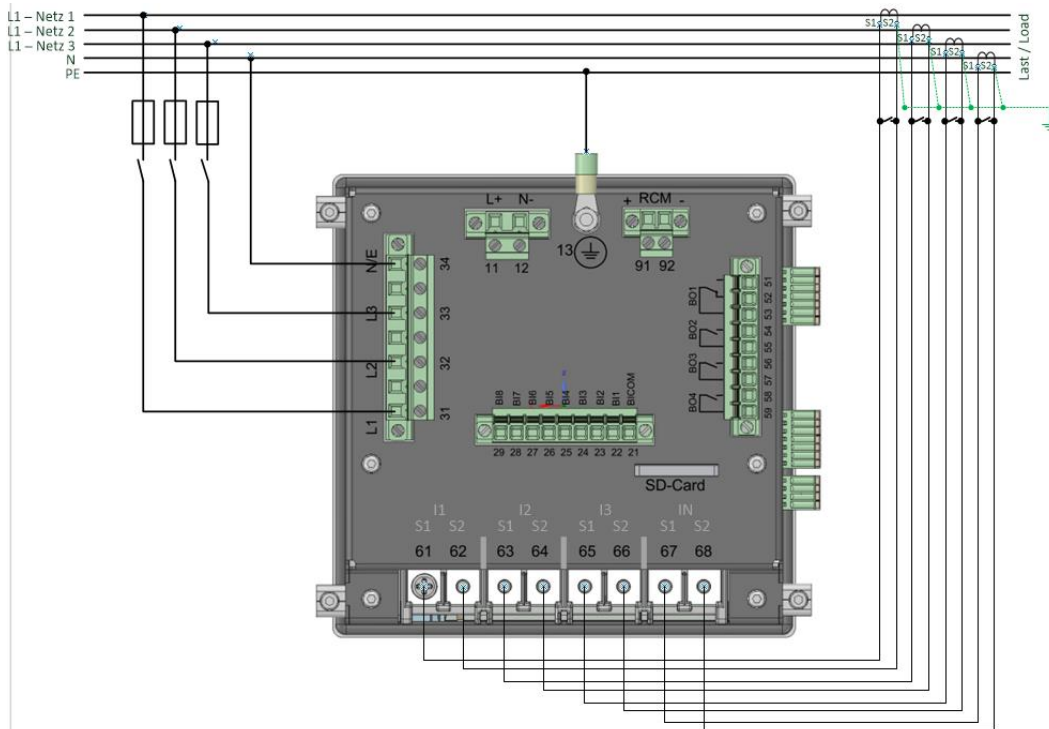 L1 – Netz 1
L1 – Netz 2
L1 – Netz 3
N
PE
S1 S2
S1 S2
S1 S2
S1 S2
Last / Load
L+ N-
11 12
13
+ RCM -
91 92
N/E 34
L3 33
L2 32
L1 31
BO1
BO2
BO3
BO4
51
52
53
54
55
56
57
58
59
BI8 BI7 BI6 BI5 BI4 BI3 BI2 BI1 BICOM
29 28 27 26 25 24 23 22 21
SD-Card
I1 I2 I3 IN
S1 S2 S1 S2 S1 S2 S1 S2
61 62 63 64 65 66 67 68